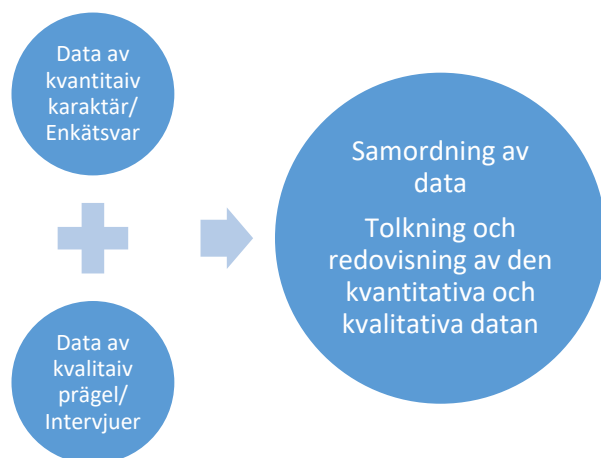 Data av
kvantitaiv
karaktär/
Enkätsvar
Data av
kvalitaiv
prägel/
Intervjuer
Samordning av
data
Tolkning och
redovisning av den
kvantitativa och
kvalitativa datan